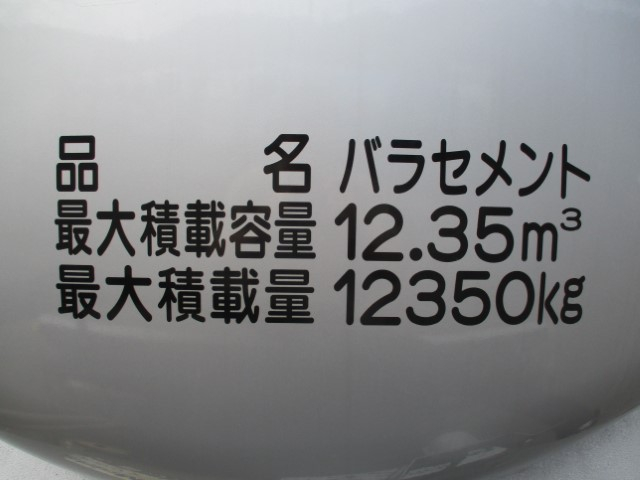 品名 バラセメント
最大積載容量 12.35m³
最大積載量 12350kg